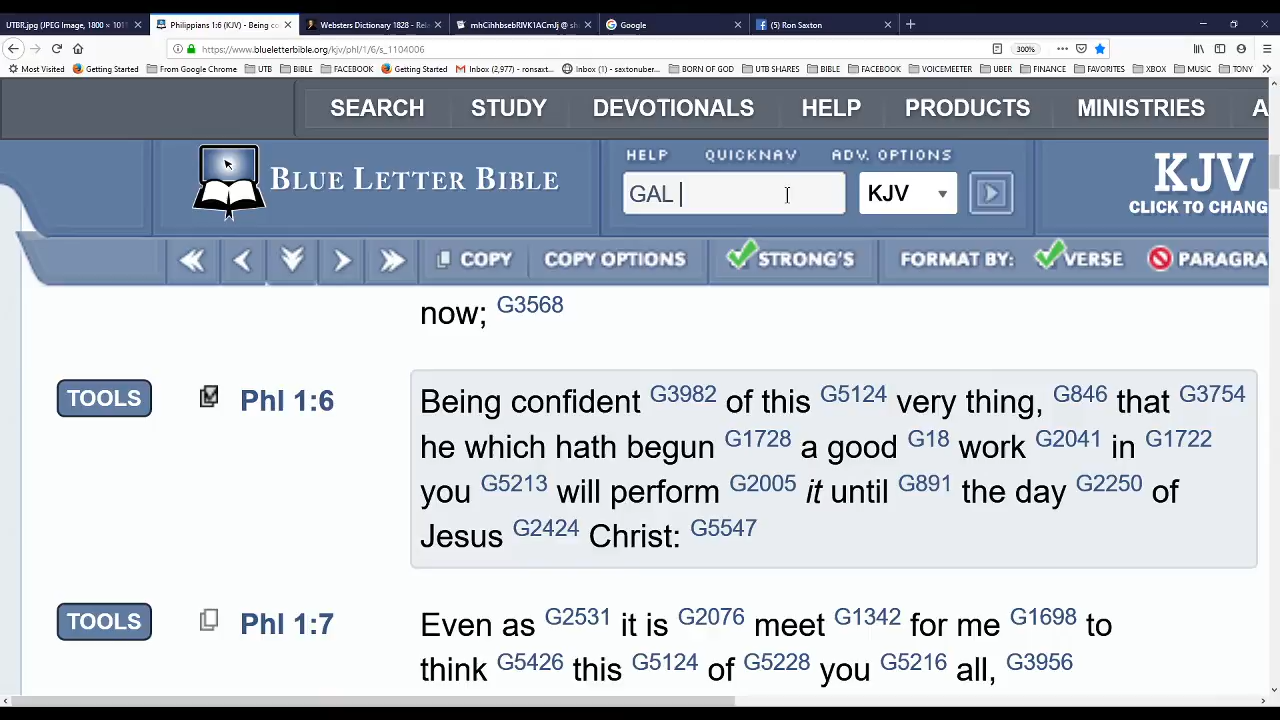 UTBR.jpg (JPEG Image, 1800 × 1011 Philippians 1:6 (KJV) - Being co Websters Dictionary 1828 - Rele mhCihhbsebRlVK1ACmJj @ sh Google (5) Ron Saxton
https://www.blueletterbible.org/kjv/phl/1/6/s_1104006 300%
Most Visited Getting Started From Google Chrome UTB BIBLE FACEBOOK Getting Started Inbox (2,977) - ronsaxt... Inbox (1) - saxtonuber... BORN OF GOD UTB SHARES BIBLE FACEBOOK VOICEMEETER UBER FINANCE FAVORITES XBOX MUSIC TONY
SEARCH STUDY DEVOTIONALS HELP PRODUCTS MINISTRIES A
HELP QUICKNAV ADV. OPTIONS
BLUE LETTER BIBLE GAL KJV KJV
CLICK TO CHANG
COPY COPY OPTIONS STRONG'S FORMAT BY: VERSE PARAGRA
now; G3568
TOOLS Phl 1:6 Being confident G3982 of this G5124 very thing, G846 that G3754
he which hath begun G1728 a good G18 work G2041 in G1722
you G5213 will perform G2005 it until G891 the day G2250 of
Jesus G2424 Christ: G5547
TOOLS Phl 1:7 Even as G2531 it is G2076 meet G1342 for me G1698 to
think G5426 this G5124 of G5228 you G5216 all, G3956